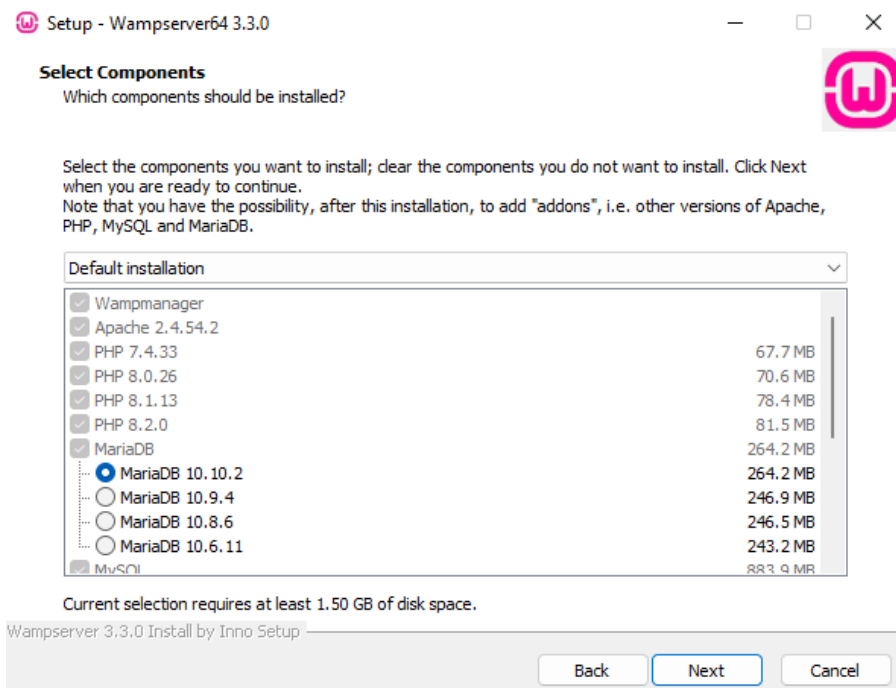 Setup - Wampserver64 3.3.0
Select Components
Which components should be installed?
Select the components you want to install; clear the components you do not want to install. Click Next
when you are ready to continue.
Note that you have the possibility, after this installation, to add "addons", i.e. other versions of Apache,
PHP, MySQL and MariaDB.
Default installation
Wampmanager
Apache 2.4.54.2
PHP 7.4.33 67.7 MB
PHP 8.0.26 70.6 MB
PHP 8.1.13 78.4 MB
PHP 8.2.0 81.5 MB
MariaDB 264.2 MB
MariaDB 10.10.2 264.2 MB
MariaDB 10.9.4 246.9 MB
MariaDB 10.8.6 246.5 MB
MariaDB 10.6.11 243.2 MB
MySQL 883.9 MB
Current selection requires at least 1.50 GB of disk space.
Wampserver 3.3.0 Install by Inno Setup
Back Next Cancel